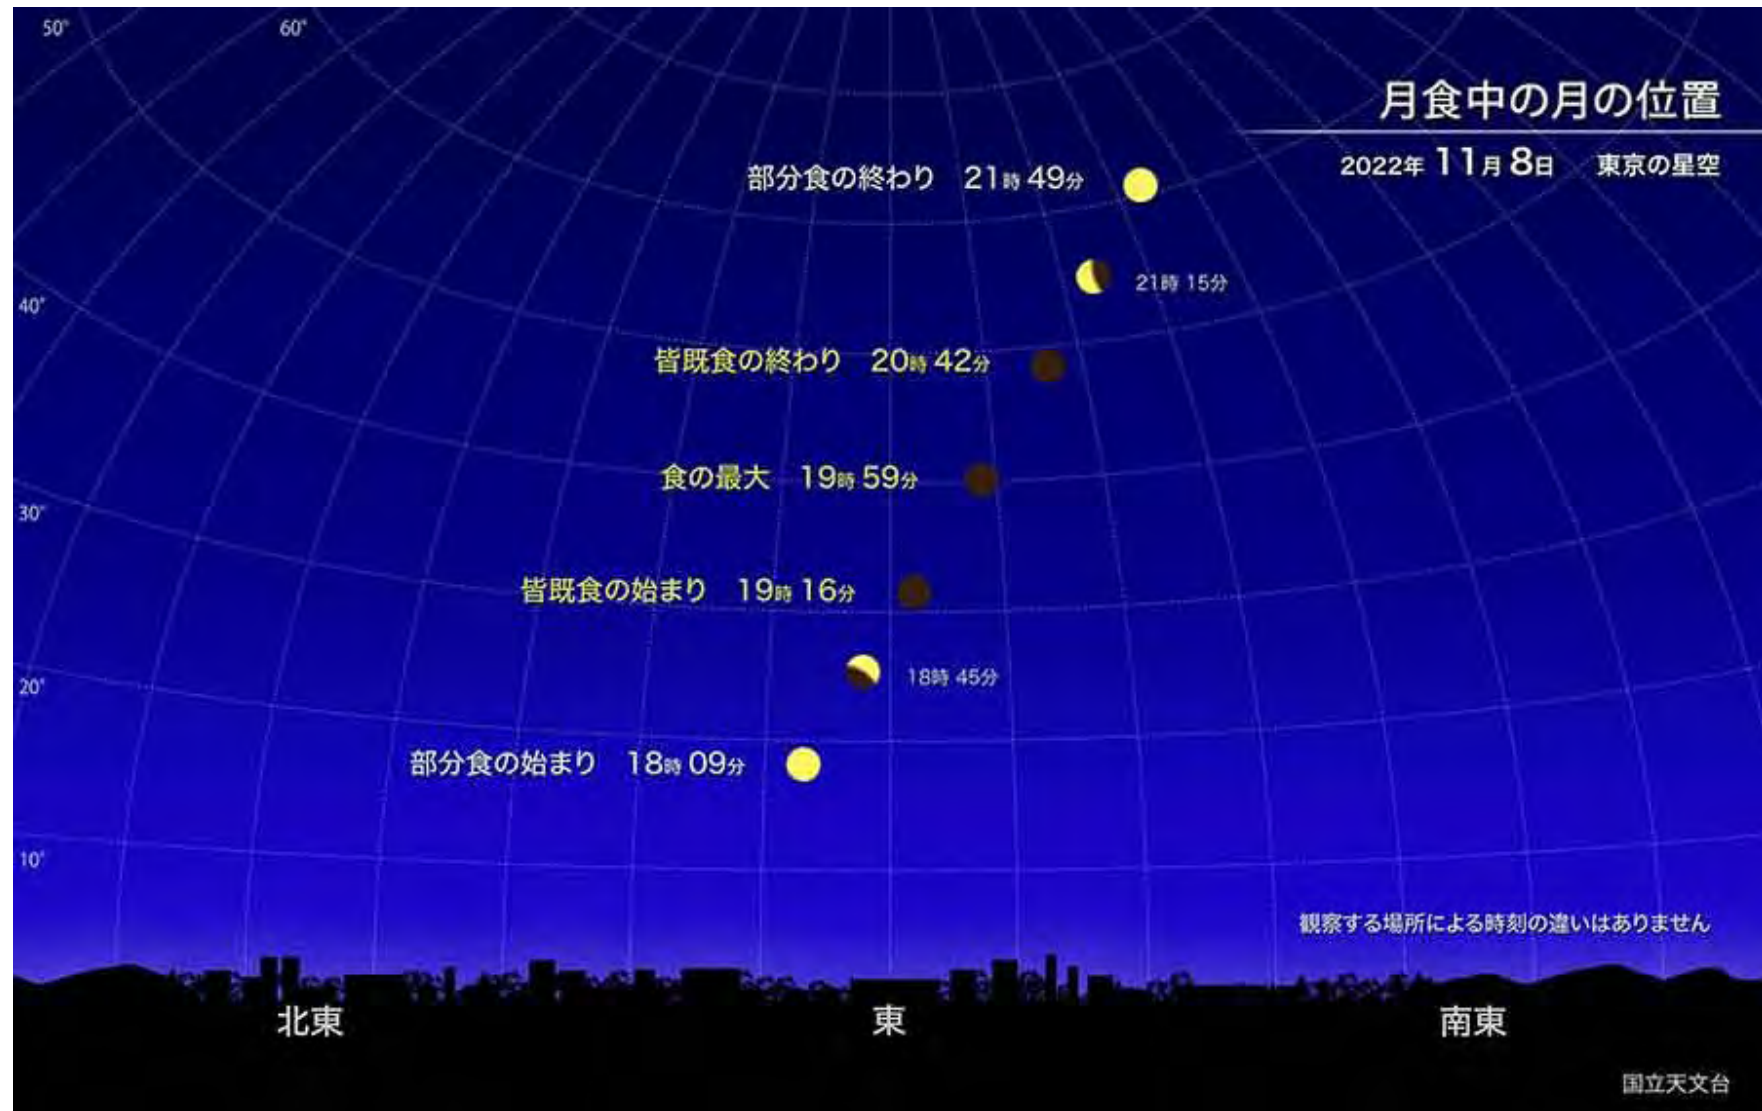 50° 60°
月食中の月の位置
2022年 11月 8日 東京の星空
部分食の終わり 21時 49分
21時 15分
40°
皆既食の終わり 20時 42分
食の最大 19時 59分
30°
皆既食の始まり 19時 16分
18時 45分
20°
部分食の始まり 18時 09分
10°
観察する場所による時刻の違いはありません
北東 東 南東
国立天文台